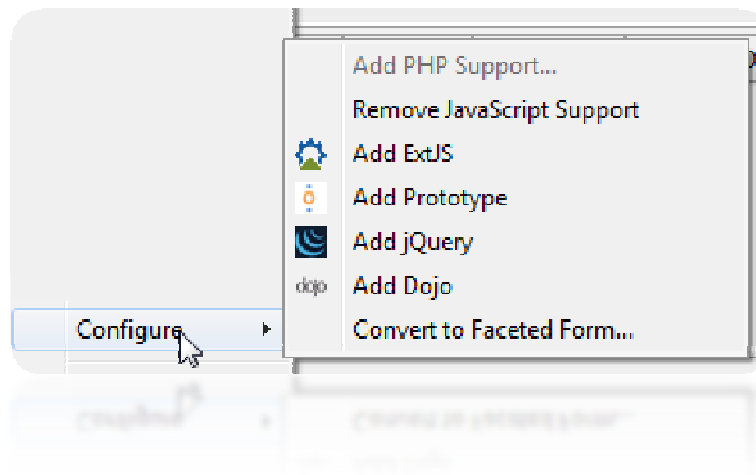 Add PHP Support...
Remove JavaScript Support
Add ExtJS
Add Prototype
Add jQuery
dojo Add Dojo
Configure
Convert to Faceted Form...